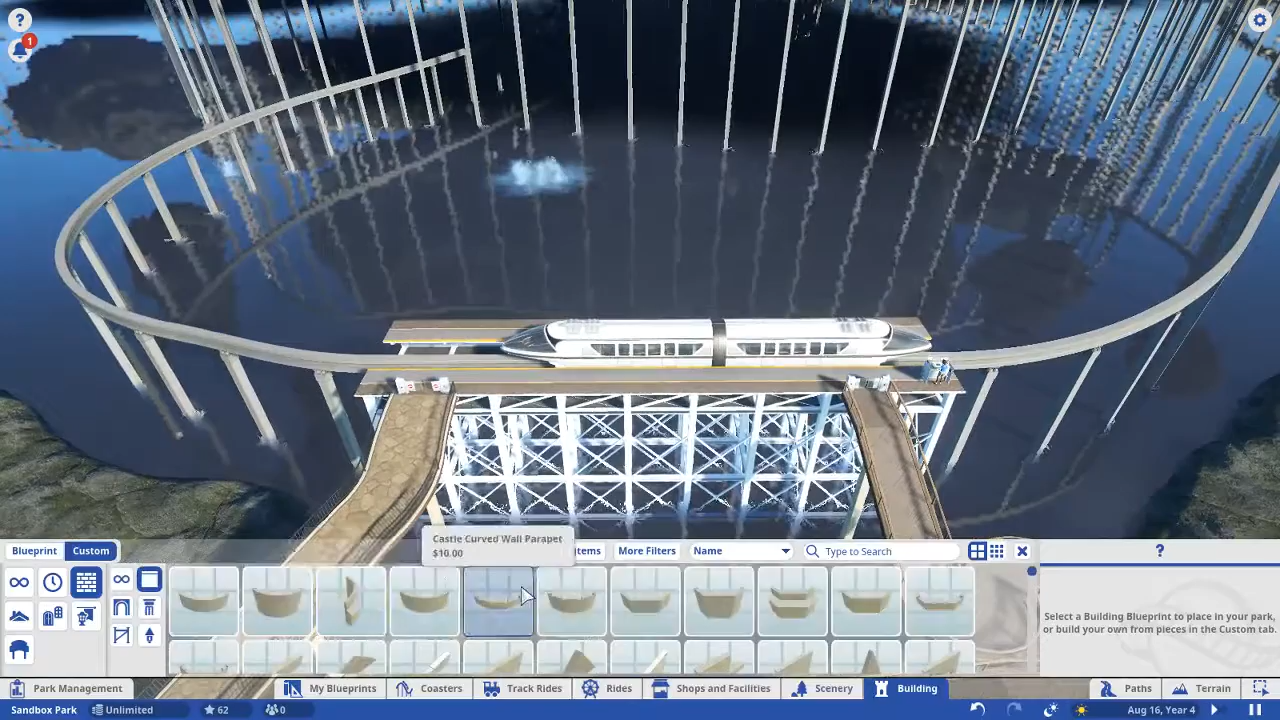 ?
1
Castle Curved Wall Parapet
$10.00
Blueprint Custom tems More Filters Name Type to Search ?
Select a Building Blueprint to place in your park,
or build your own from pieces in the Custom tab.
Park Management My Blueprints Coasters Track Rides Rides Shops and Facilities Scenery Building Paths Terrain
Sandbox Park Unlimited 62 0 Aug 16, Year 4